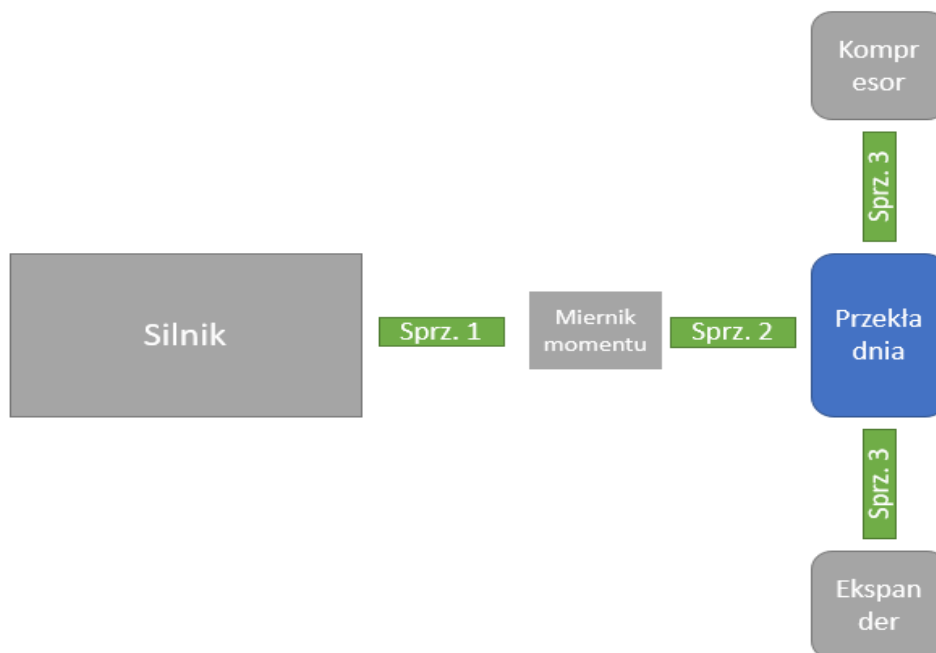 Kompr
esor
Sprz. 3
Silnik
Sprz. 1
Miernik
momentu
Sprz. 2
Przekła
dnia
Sprz. 3
Ekspan
der